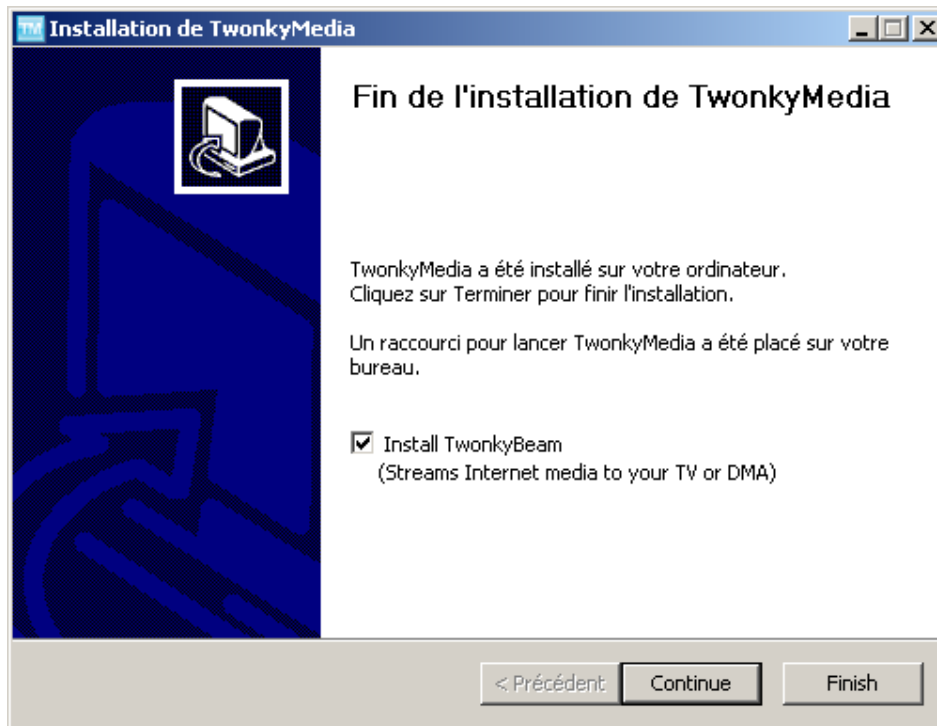 TM Installation de TwonkyMedia
Fin de l'installation de TwonkyMedia
TwonkyMedia a été installé sur votre ordinateur.
Cliquez sur Terminer pour finir l'installation.
Un raccourci pour lancer TwonkyMedia a été placé sur votre
bureau.
Install TwonkyBeam
(Streams Internet media to your TV or DMA)
< Précédent Continue Finish